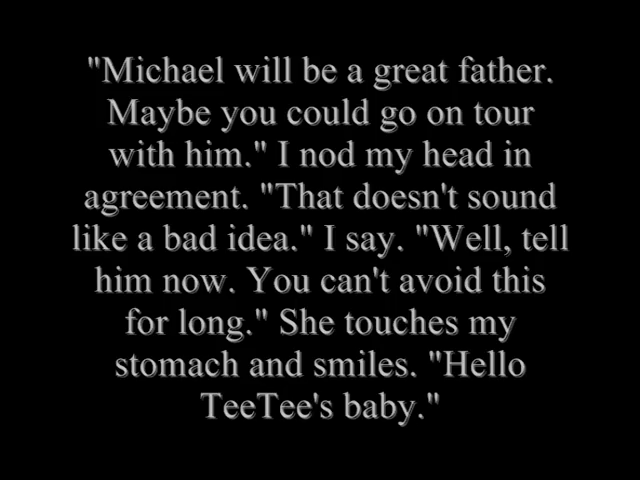 "Michael will be a great father.
Maybe you could go on tour
with him." I nod my head in
agreement. "That doesn't sound
like a bad idea." I say. "Well, tell
him now. You can't avoid this
for long." She touches my
stomach and smiles. "Hello
TeeTee's baby."